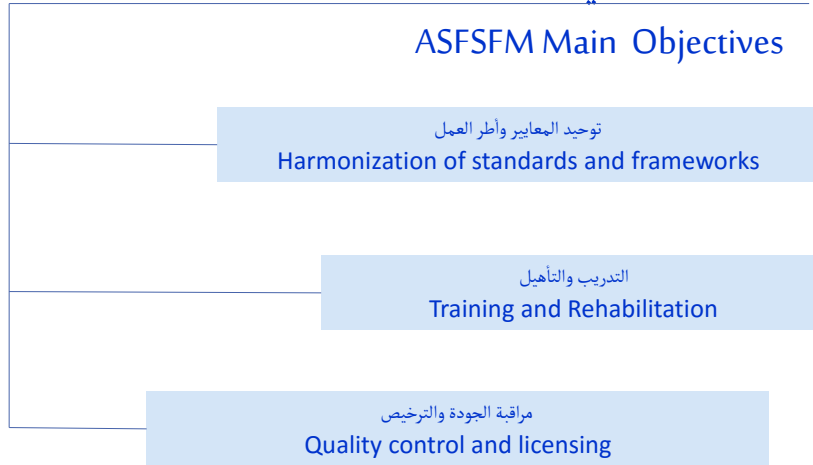 ASFSFM Main Objectives
توحيد المعايير وأطر العمل
Harmonization of standards and frameworks
التدريب والتأهيل
Training and Rehabilitation
مراقبة الجودة والترخيص
Quality control and licensing